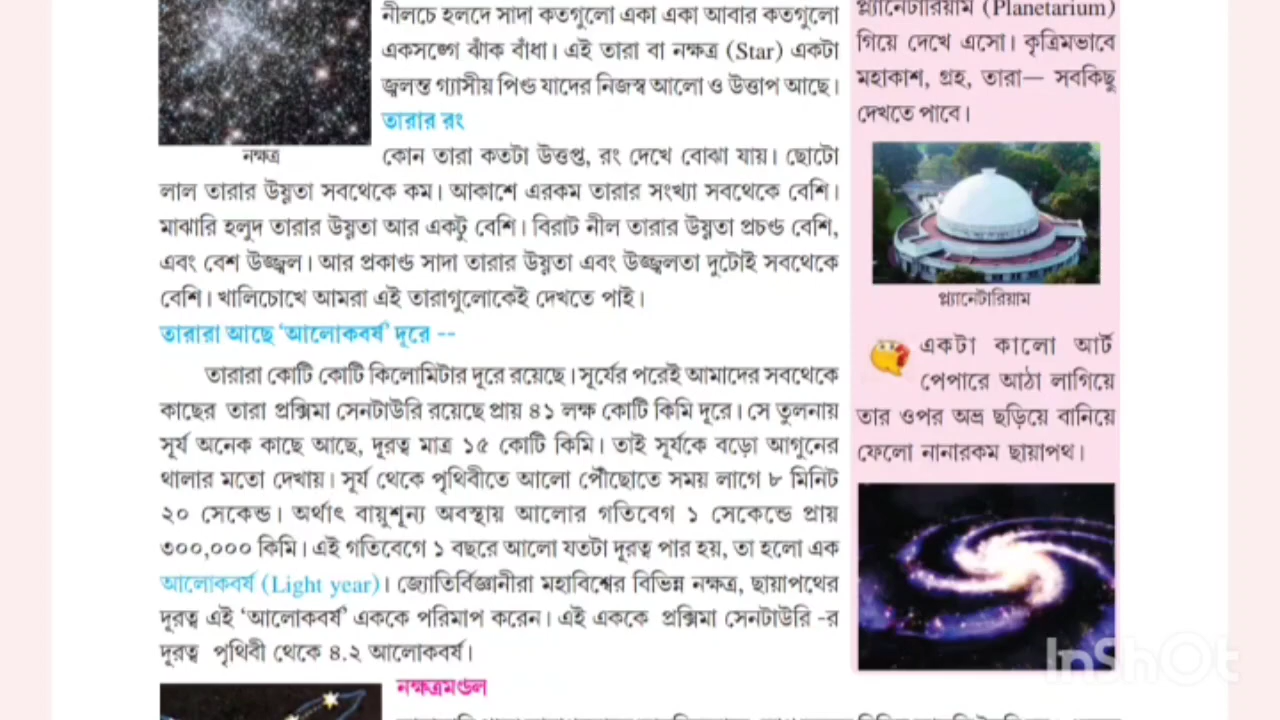 নীলচে হলদে সাদা কতগুলো একা একা আবার কতগুলো
একসঙ্গে ঝাঁক বাঁধা। এই তারা বা নক্ষত্র (Star) একটা
জ্বলন্ত গ্যাসীয় পিণ্ড যাদের নিজস্ব আলো ও উত্তাপ আছে।
তারার রং
নক্ষত্র
কোন তারা কতটা উত্তপ্ত, রং দেখে বোঝা যায়। ছোটো
লাল তারার উষ্ণতা সবথেকে কম। আকাশে এরকম তারার সংখ্যা সবথেকে বেশি।
মাঝারি হলুদ তারার উষ্ণতা আর একটু বেশি। বিরাট নীল তারার উষ্ণতা প্রচন্ড বেশি,
এবং বেশ উজ্জ্বল। আর প্রকান্ড সাদা তারার উষ্ণতা এবং উজ্জ্বলতা দুটোই সবথেকে
বেশি। খালিচোখে আমরা এই তারাগুলোকেই দেখতে পাই।
তারারা আছে ‘আলোকবর্ষ’ দূরে --
তারারা কোটি কোটি কিলোমিটার দূরে রয়েছে। সূর্যের পরেই আমাদের সবথেকে
কাছের তারা প্রক্সিমা সেনটাউরি রয়েছে প্রায় ৪১ লক্ষ কোটি কিমি দূরে। সে তুলনায়
সূর্য অনেক কাছে আছে, দূরত্ব মাত্র ১৫ কোটি কিমি। তাই সূর্যকে বড়ো আগুনের
থালার মতো দেখায়। সূর্য থেকে পৃথিবীতে আলো পৌঁছোতে সময় লাগে ৮ মিনিট
২০ সেকেন্ড। অর্থাৎ বায়ুশূন্য অবস্থায় আলোর গতিবেগ ১ সেকেন্ডে প্রায়
৩০০,০০০ কিমি। এই গতিবেগে ১ বছরে আলো যতটা দূরত্ব পার হয়, তা হলো এক
আলোকবর্ষ (Light year)। জ্যোতির্বিজ্ঞানীরা মহাবিশ্বের বিভিন্ন নক্ষত্র, ছায়াপথের
দূরত্ব এই ‘আলোকবর্ষ’ এককে পরিমাপ করেন। এই এককে প্রক্সিমা সেনটাউরি -র
দূরত্ব পৃথিবী থেকে ৪.২ আলোকবর্ষ।
নক্ষত্রমণ্ডল
প্ল্যানেটারিয়াম (Planetarium)
গিয়ে দেখে এসো। কৃত্রিমভাবে
মহাকাশ, গ্রহ, তারা— সবকিছু
দেখতে পাবে।
প্ল্যানেটারিয়াম
একটা কালো আর্ট
পেপারে আঠা লাগিয়ে
তার ওপর অভ্র ছড়িয়ে বানিয়ে
ফেলো নানারকম ছায়াপথ।
InShOt